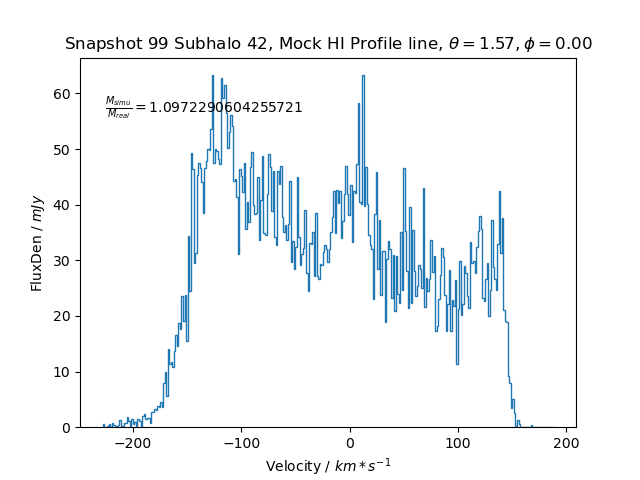 Snapshot 99 Subhalo 42, Mock HI Profile line, θ = 1.57, ϕ = 0.00
M_simu/M_real = 1.0972290604255721
FluxDen / mJy
60
50
40
30
20
10
0
−200 −100 0 100 200
Velocity / km * s^−1